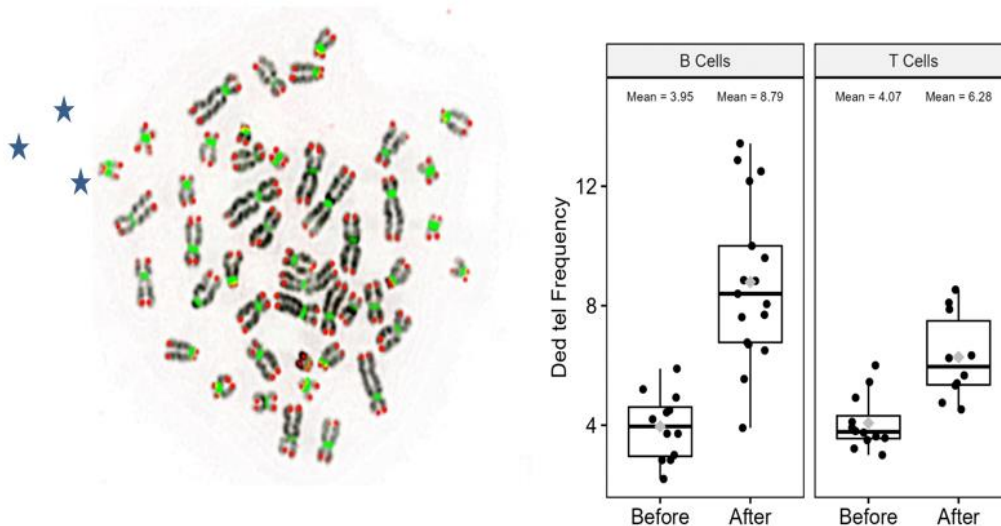 B Cells
T Cells
Mean = 3.95
Mean = 8.79
Mean = 4.07
Mean = 6.28
Ded tel Frequency
12
8
4
Before
After
Before
After